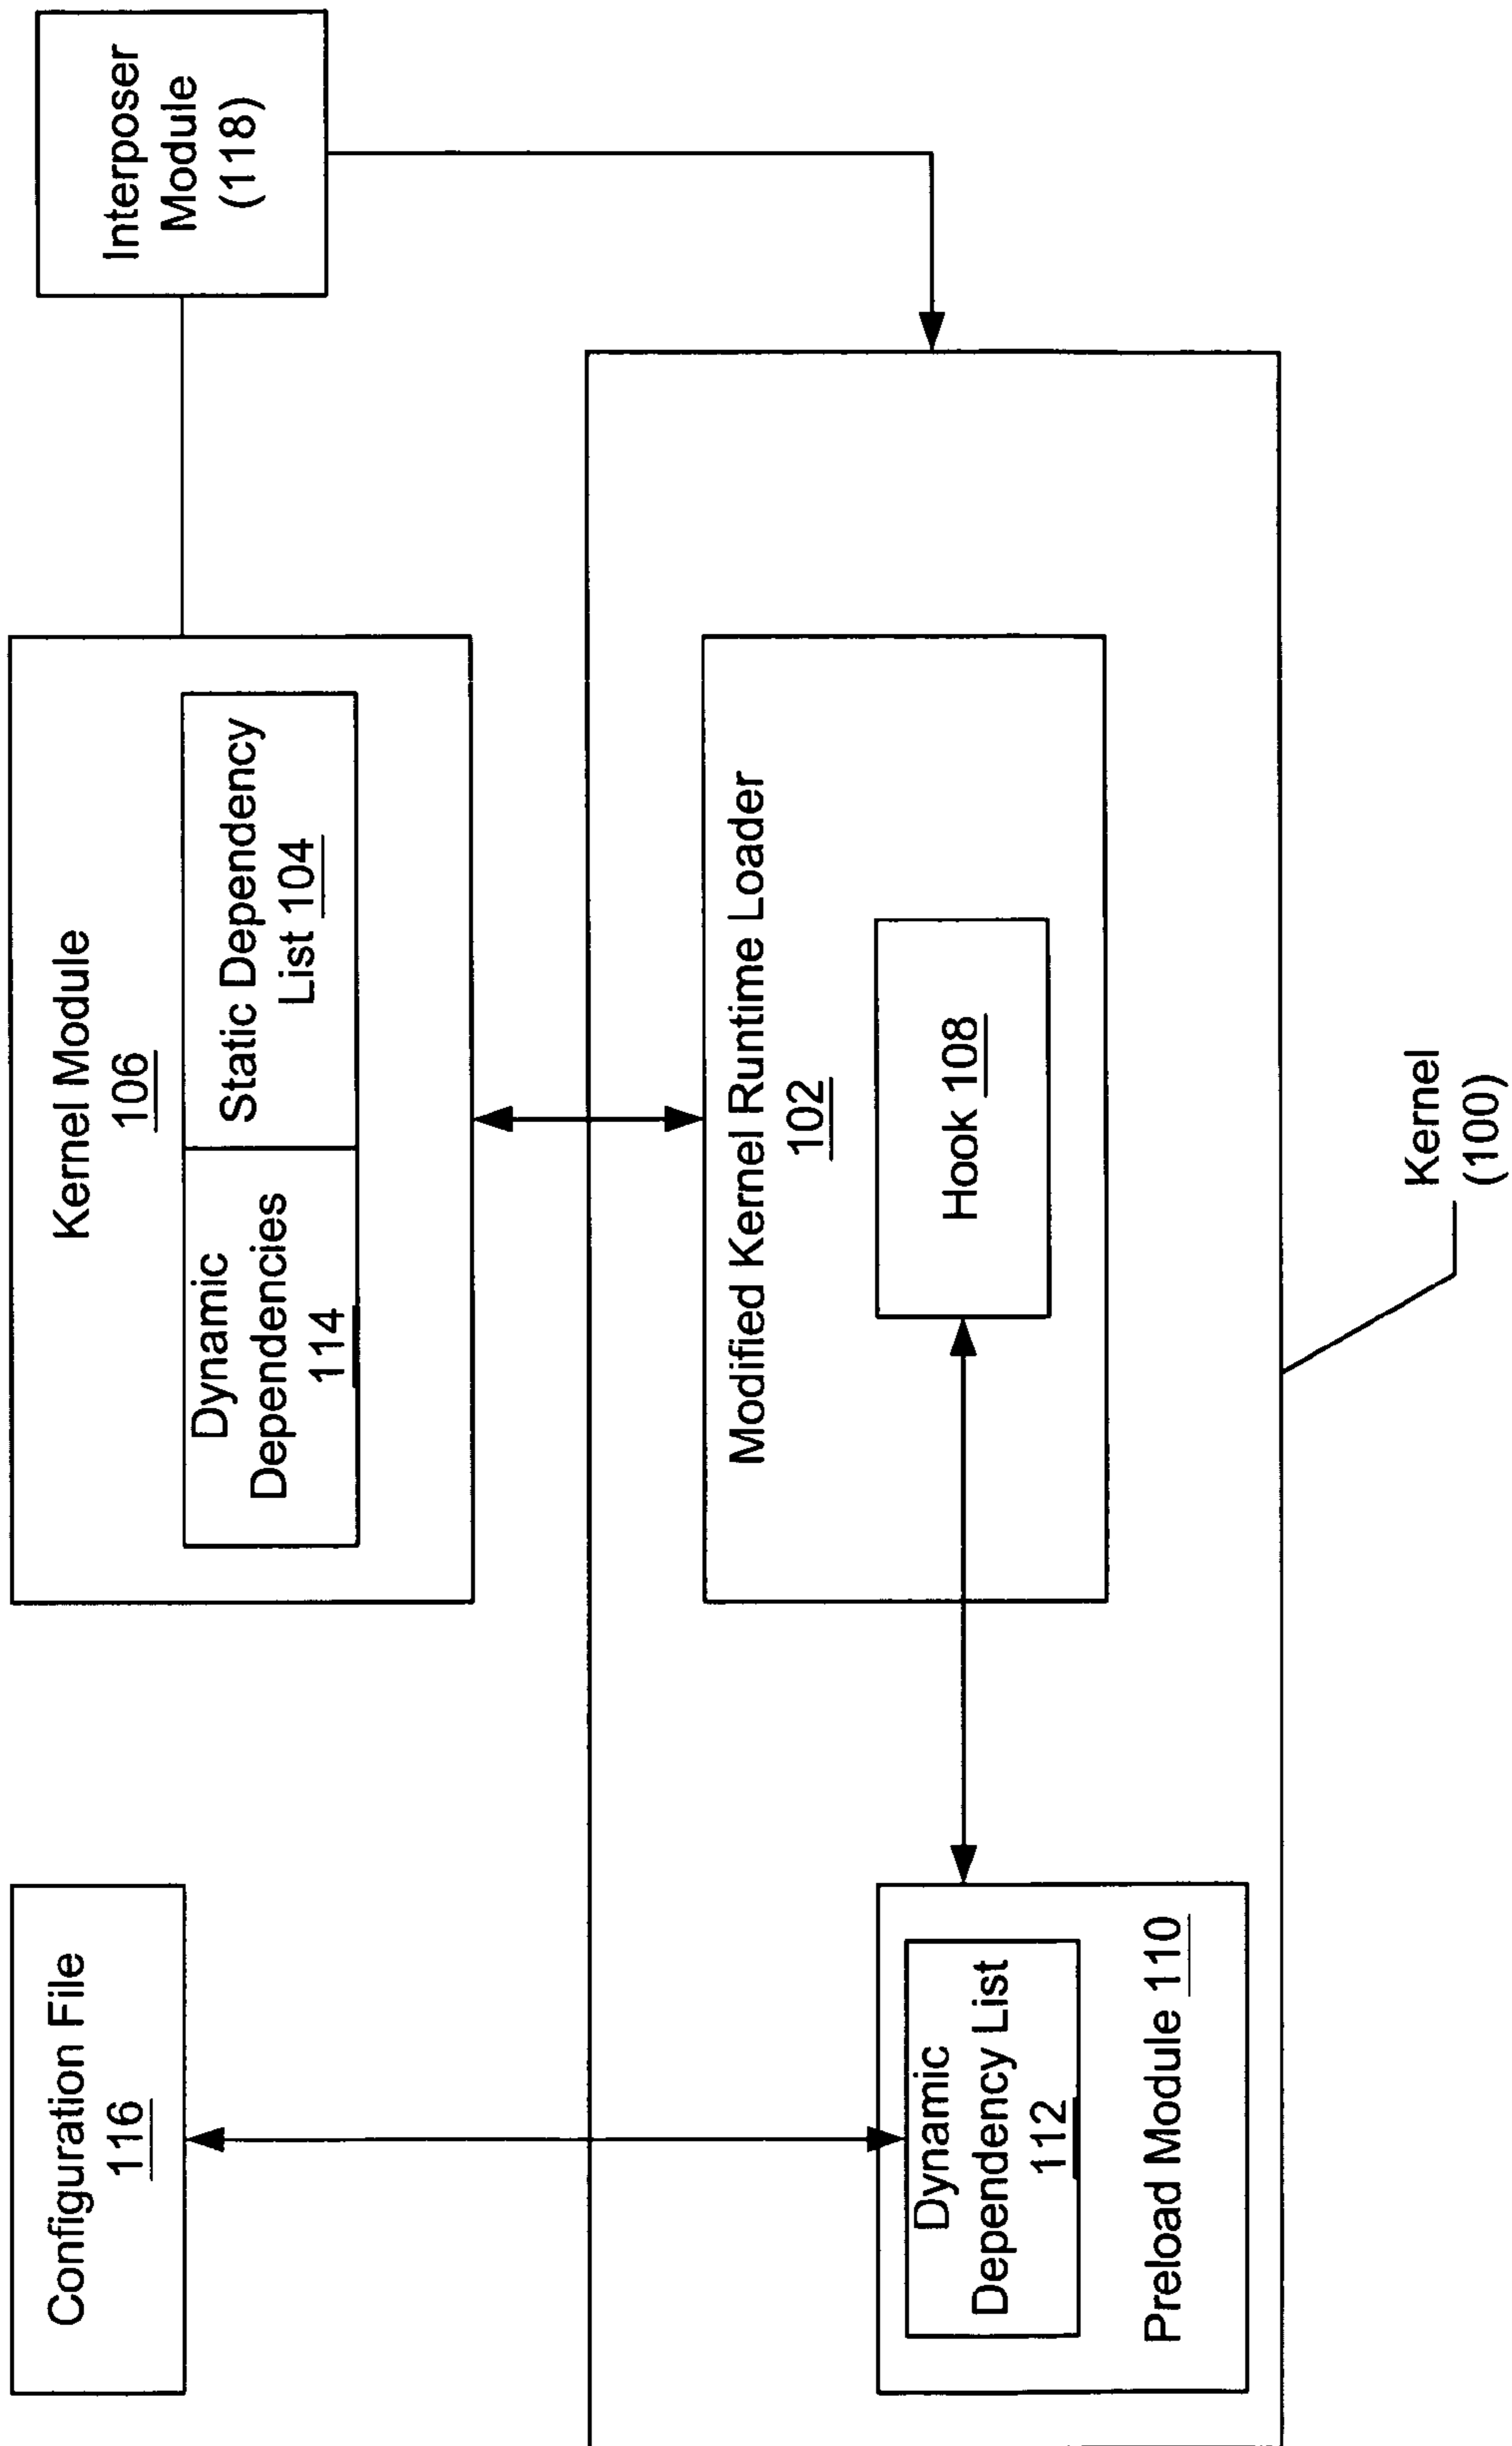 Configuration File
116
Kernel Module
106
Dynamic
Dependencies
114
Static Dependency
List 104
Interposer
Module
(118)
Modified Kernel Runtime Loader
102
Hook 108
Dynamic
Dependency List
112
Preload Module 110
Kernel
(100)